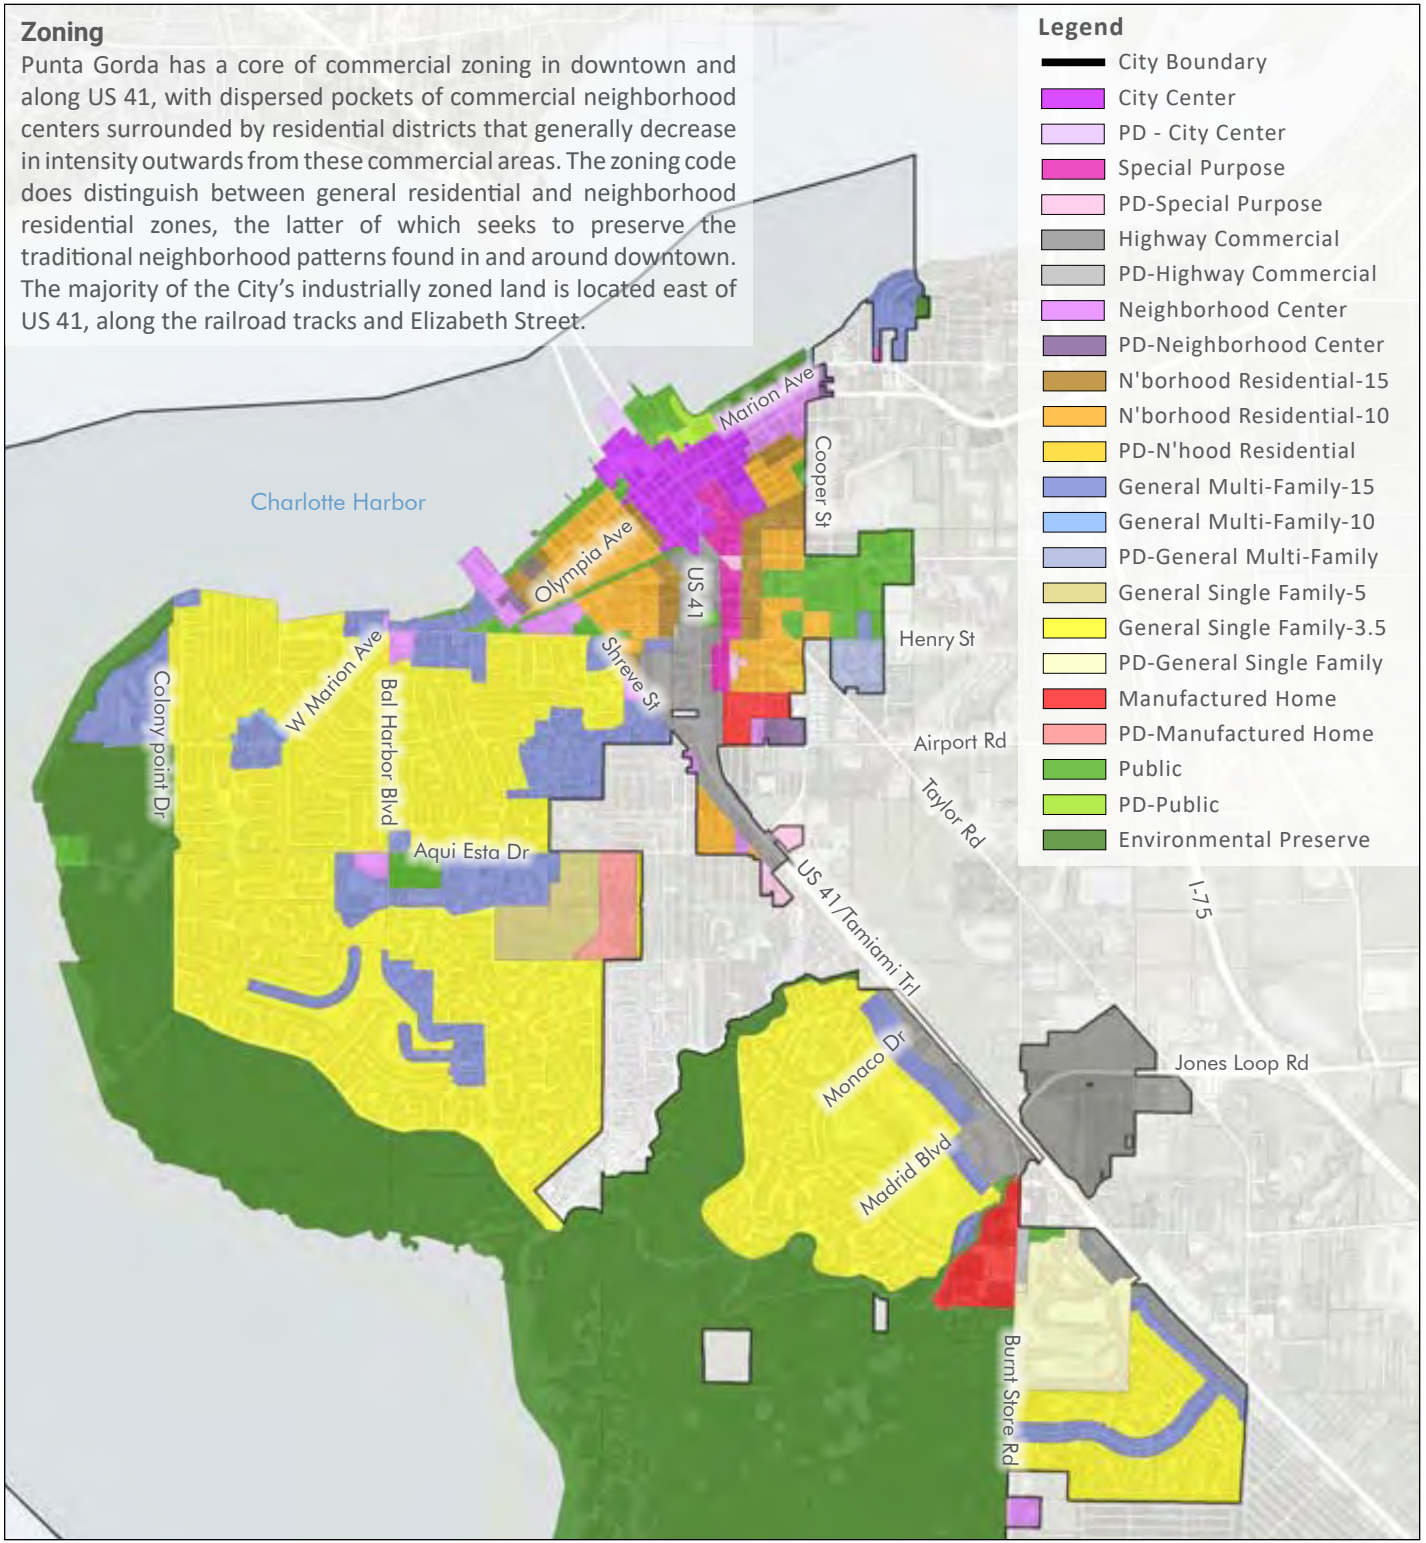 Zoning
Punta Gorda has a core of commercial zoning in downtown and
along US 41, with dispersed pockets of commercial neighborhood
centers surrounded by residential districts that generally decrease
in intensity outwards from these commercial areas. The zoning code
does distinguish between general residential and neighborhood
residential zones, the latter of which seeks to preserve the
traditional neighborhood patterns found in and around downtown.
The majority of the City's industrially zoned land is located east of
US 41, along the railroad tracks and Elizabeth Street.
Legend
City Boundary
City Center
PD - City Center
Special Purpose
PD-Special Purpose
Highway Commercial
PD-Highway Commercial
Neighborhood Center
PD-Neighborhood Center
N'borhood Residential-15
N'borhood Residential-10
PD-N'hood Residential
General Multi-Family-15
General Multi-Family-10
PD-General Multi-Family
General Single Family-5
General Single Family-3.5
PD-General Single Family
Manufactured Home
PD-Manufactured Home
Public
PD-Public
Environmental Preserve
Marion Ave
Cooper St
Charlotte Harbor
Olympia Ave
US 41
Henry St
Shreve St
W Marion Ave
Colony point Dr
Bal Harbor Blvd
Airport Rd
Taylor Rd
Aqui Esta Dr
US 41/Tamiami Trl
I-75
Monaco Dr
Jones Loop Rd
Madrid Blvd
Burnt Store Rd